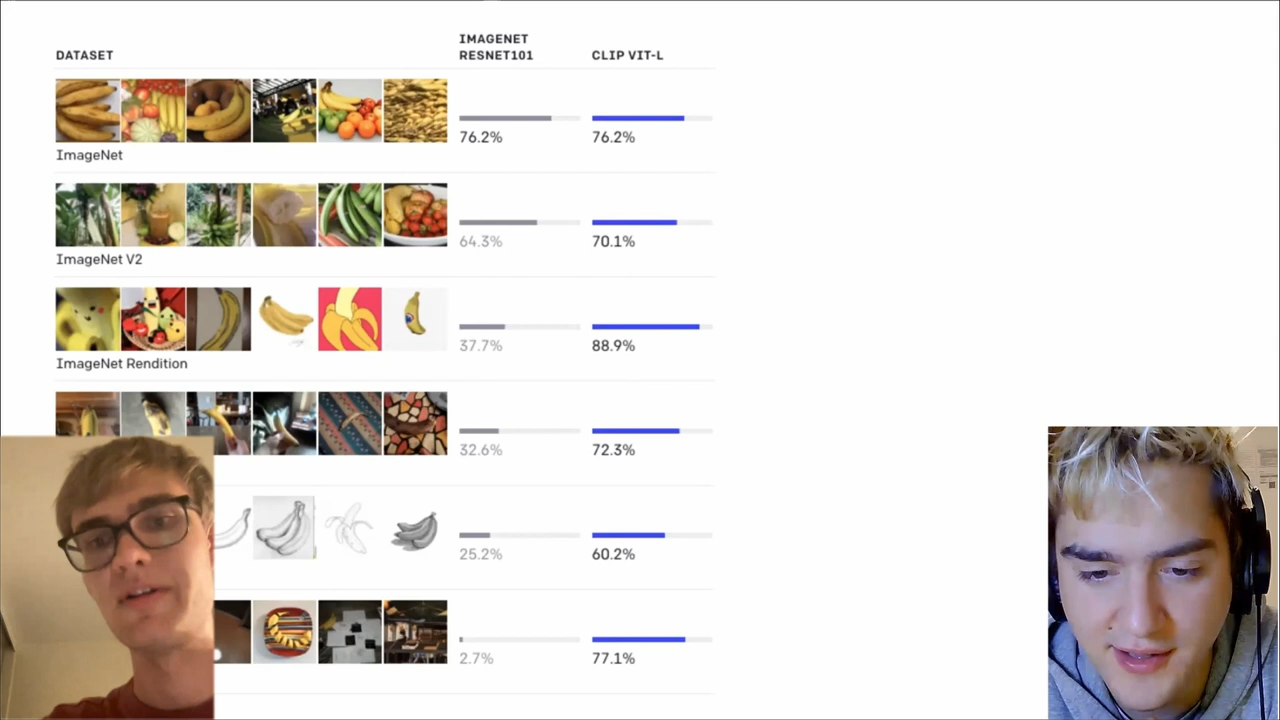 DATASET
IMAGENET
RESNET101
CLIP VIT-L
76.2%
76.2%
ImageNet
64.3%
70.1%
ImageNet V2
37.7%
88.9%
ImageNet Rendition
32.6%
72.3%
25.2%
60.2%
2.7%
77.1%